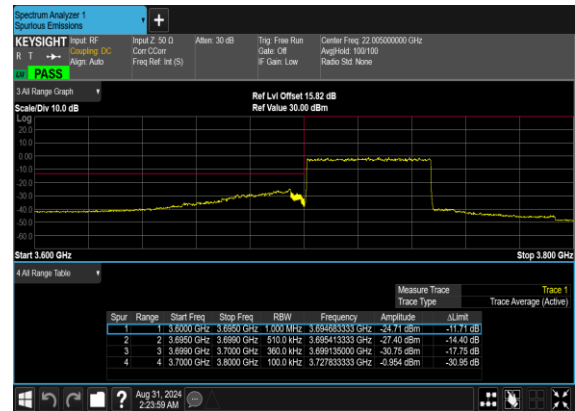 Spectrum Analyzer 1
Spurious Emissions
KEYSIGHT Input: RF Input Z: 50 Ω Atten: 30 dB Trig: Free Run Center Freq: 22.005000000 GHz
R T Coupling: DC Corr CCorr Gate: Off Avg|Hold: 100/100
Align: Auto Freq Ref: Int (S) IF Gain: Low Radio Std: None
PASS
3 All Range Graph
Ref Lvl Offset 15.82 dB
Scale/Div 10.0 dB Ref Value 30.00 dBm
Log
20.0
10.0
0.00
-10.0
-20.0
-30.0
-40.0
-50.0
-60.0
Start 3.600 GHz Stop 3.800 GHz
4 All Range Table
Measure Trace Trace 1
Trace Type Trace Average (Active)
Spur Range Start Freq Stop Freq RBW Frequency Amplitude ΔLimit
1 1 3.6000 GHz 3.6950 GHz 1.000 MHz 3.694683333 GHz -24.71 dBm -11.71 dB
2 2 3.6950 GHz 3.6990 GHz 510.0 kHz 3.695413333 GHz -27.40 dBm -14.40 dB
3 3 3.6990 GHz 3.7000 GHz 360.0 kHz 3.699135000 GHz -30.75 dBm -17.75 dB
4 4 3.7000 GHz 3.8000 GHz 100.0 kHz 3.727833333 GHz -0.954 dBm -30.95 dB
Aug 31, 2024
2:23:59 AM